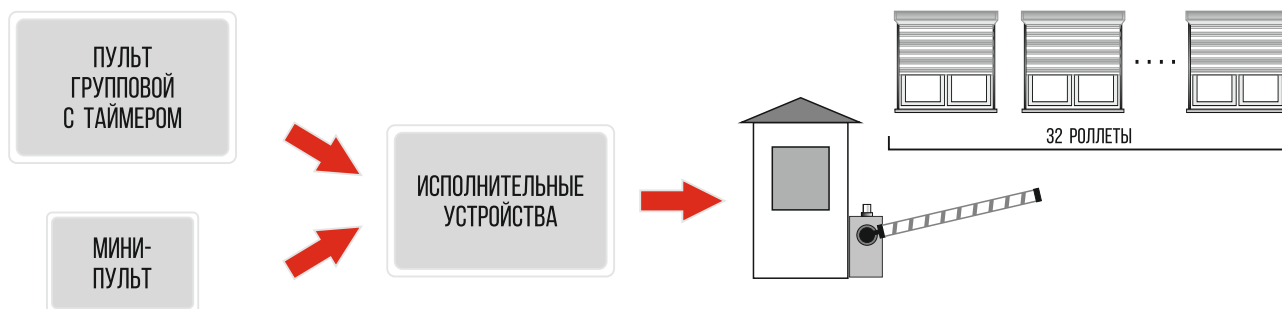 ПУЛЬТ
ГРУППОВОЙ
С ТАЙМЕРОМ
МИНИ-
ПУЛЬТ
ИСПОЛНИТЕЛЬНЫЕ
УСТРОЙСТВА
32 РОЛЛЕТЫ